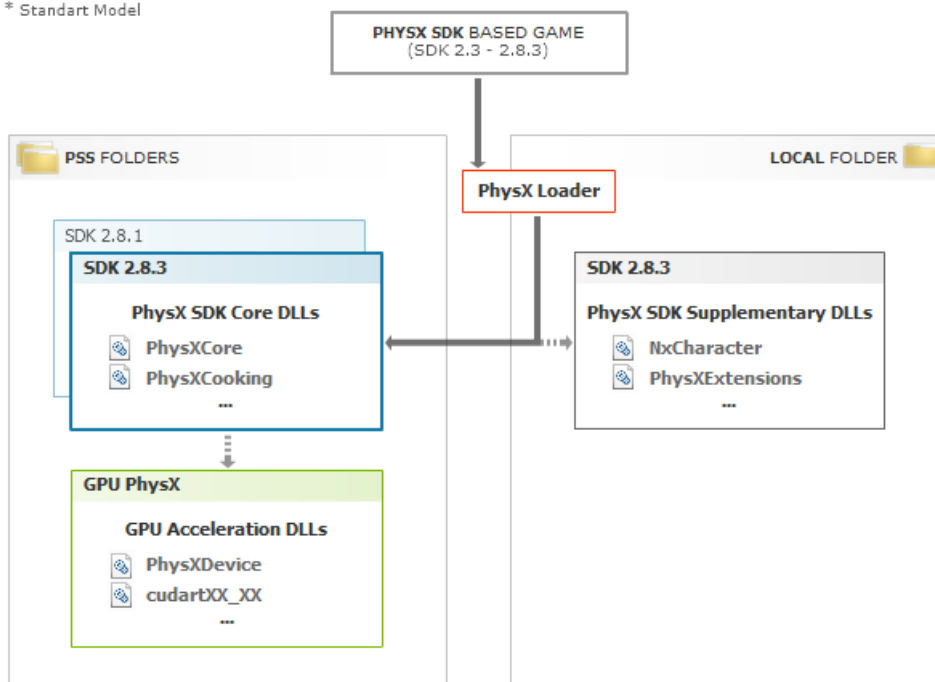 * Standart Model
PHYSX SDK BASED GAME
(SDK 2.3 - 2.8.3)
PSS FOLDERS
LOCAL FOLDER
PhysX Loader
SDK 2.8.1
SDK 2.8.3
PhysX SDK Core DLLs
PhysXCore
PhysXCooking
...
SDK 2.8.3
PhysX SDK Supplementary DLLs
NxCharacter
PhysXExtensions
...
GPU PhysX
GPU Acceleration DLLs
PhysXDevice
cudartXX_XX
...